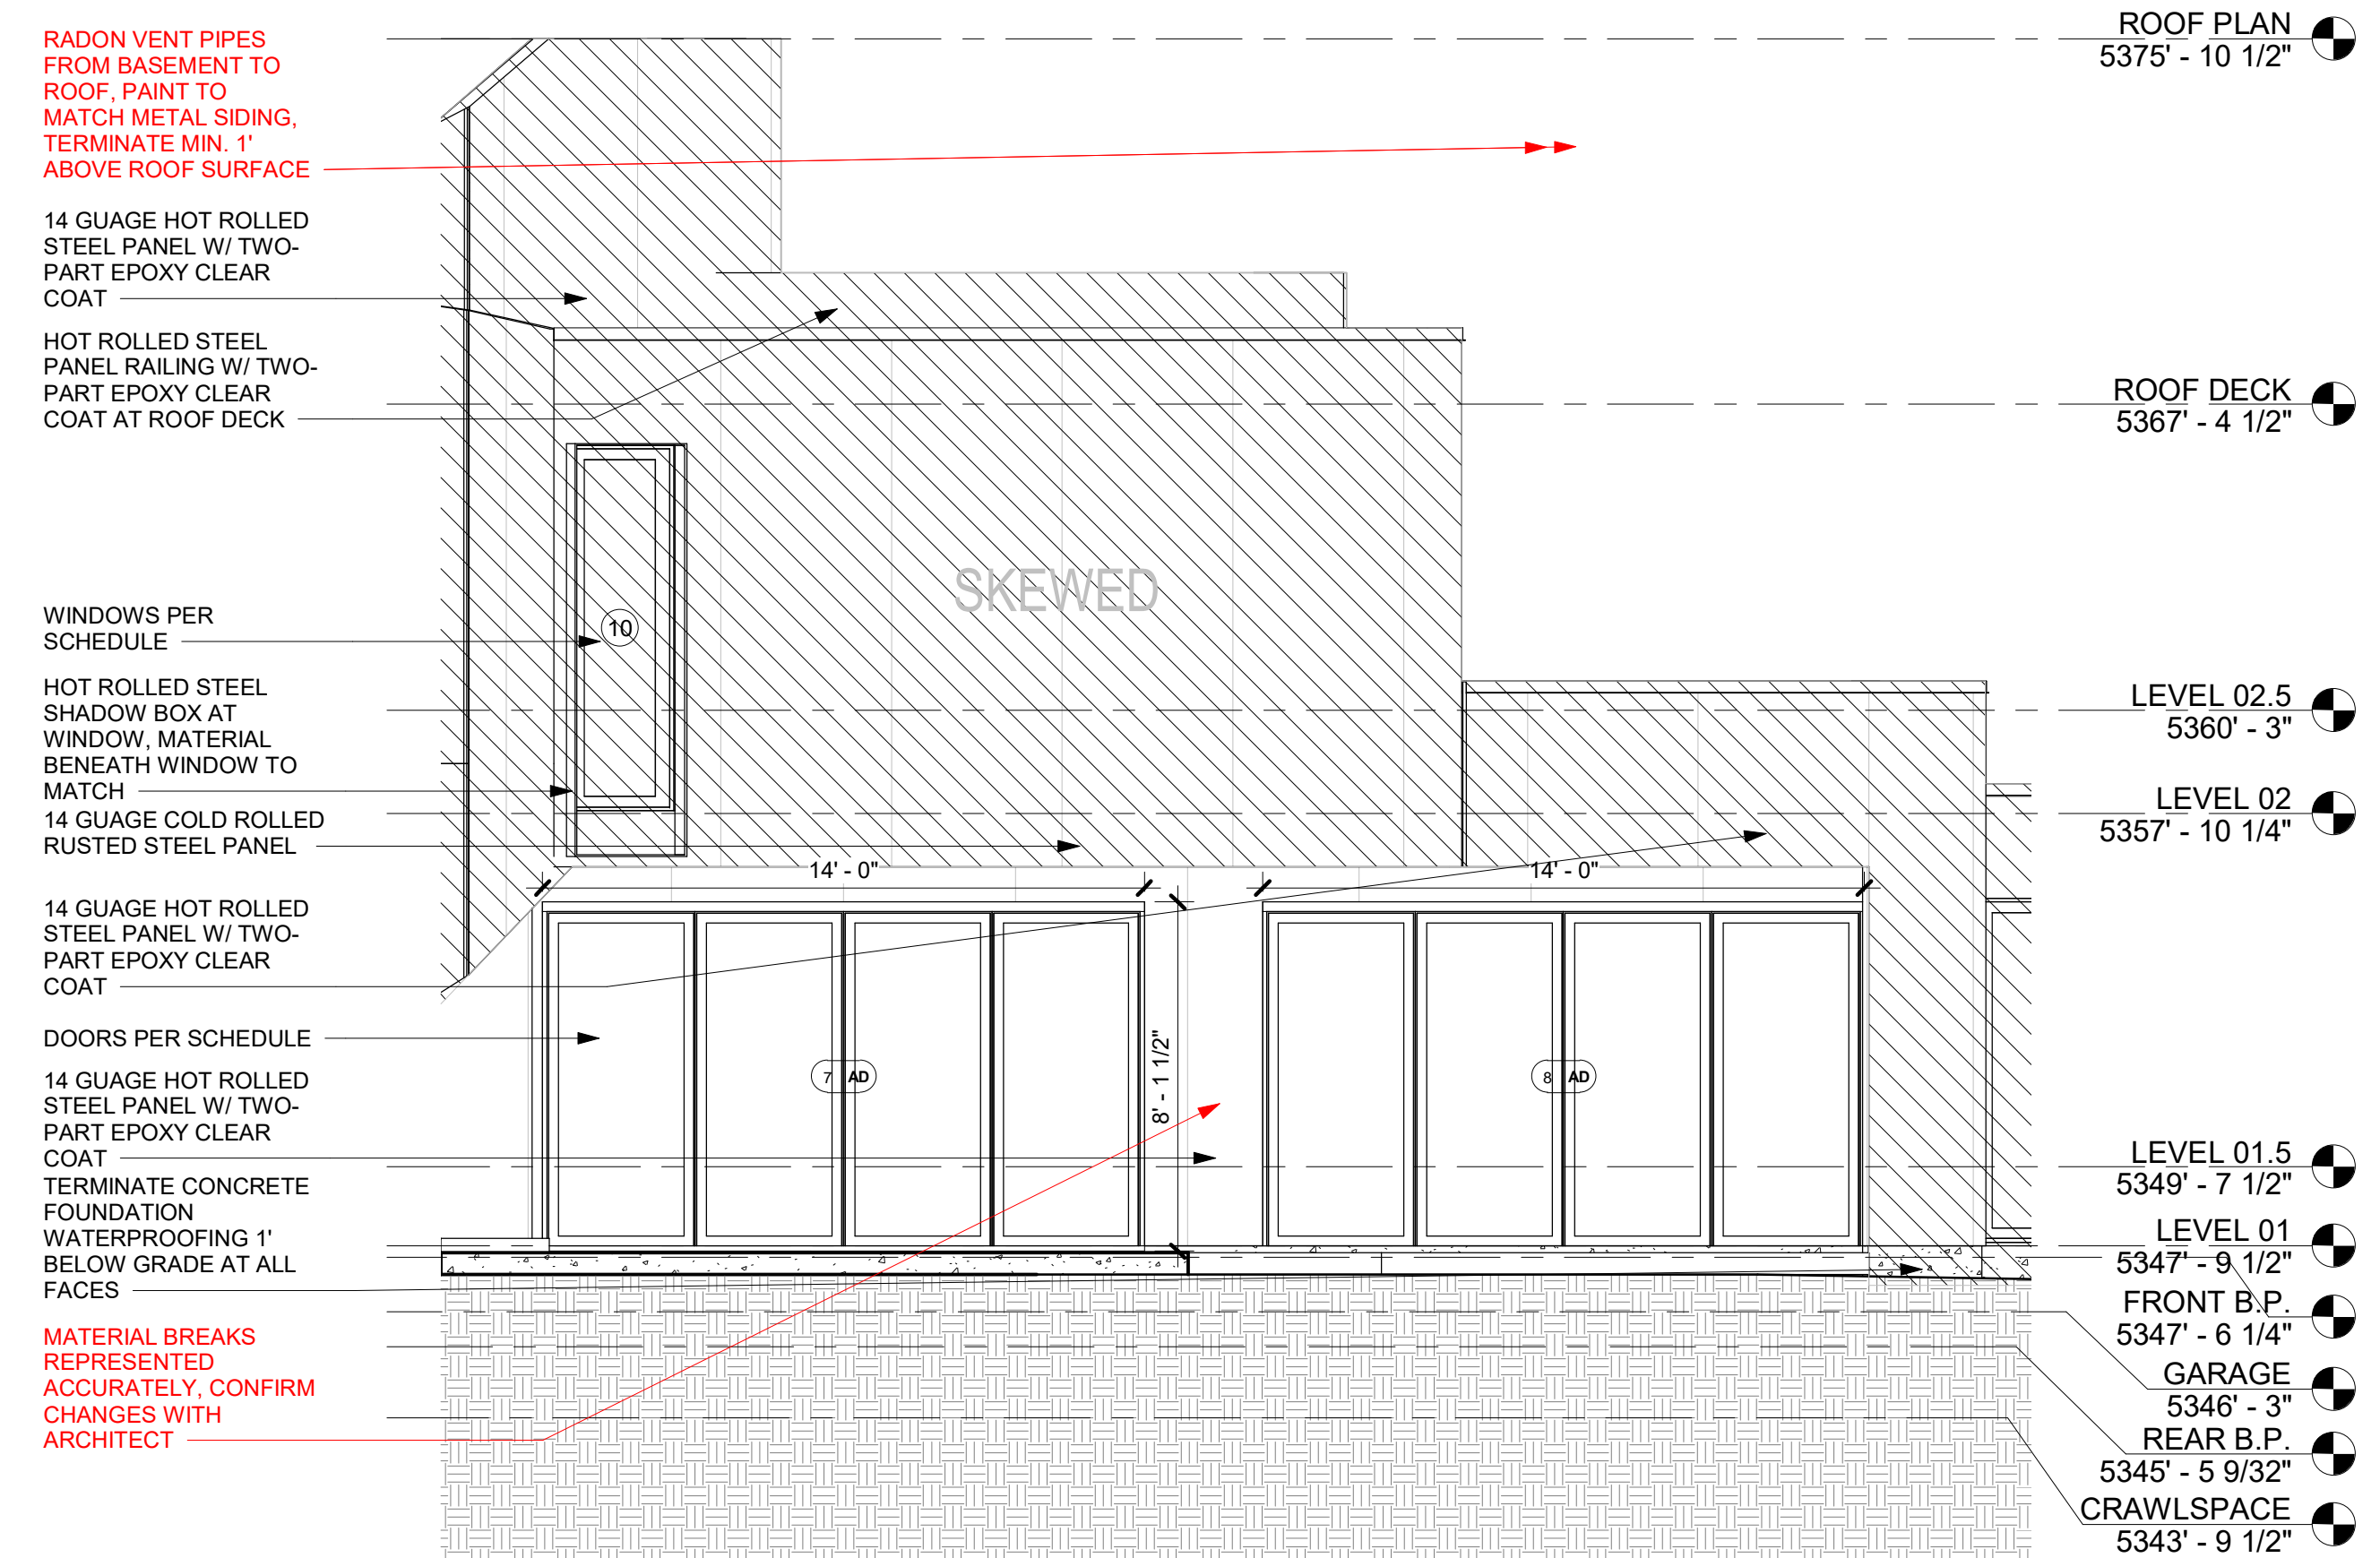 RADON VENT PIPES
FROM BASEMENT TO
ROOF, PAINT TO
MATCH METAL SIDING,
TERMINATE MIN. 1'
ABOVE ROOF SURFACE
14 GUAGE HOT ROLLED
STEEL PANEL W/ TWO-
PART EPOXY CLEAR
COAT
HOT ROLLED STEEL
PANEL RAILING W/ TWO-
PART EPOXY CLEAR
COAT AT ROOF DECK
WINDOWS PER
SCHEDULE
HOT ROLLED STEEL
SHADOW BOX AT
WINDOW, MATERIAL
BENEATH WINDOW TO
MATCH
14 GUAGE COLD ROLLED
RUSTED STEEL PANEL
14 GUAGE HOT ROLLED
STEEL PANEL W/ TWO-
PART EPOXY CLEAR
COAT
DOORS PER SCHEDULE
14 GUAGE HOT ROLLED
STEEL PANEL W/ TWO-
PART EPOXY CLEAR
COAT
TERMINATE CONCRETE
FOUNDATION
WATERPROOFING 1'
BELOW GRADE AT ALL
FACES
MATERIAL BREAKS
REPRESENTED
ACCURATELY, CONFIRM
CHANGES WITH
ARCHITECT
10
SKEWED
14' - 0"
14' - 0"
8' - 1 1/2"
7 AD
8 AD
ROOF PLAN
5375' - 10 1/2"
ROOF DECK
5367' - 4 1/2"
LEVEL 02.5
5360' - 3"
LEVEL 02
5357' - 10 1/4"
LEVEL 01.5
5349' - 7 1/2"
LEVEL 01
5347' - 9 1/2"
FRONT B.P.
5347' - 6 1/4"
GARAGE
5346' - 3"
REAR B.P.
5345' - 5 9/32"
CRAWLSPACE
5343' - 9 1/2"